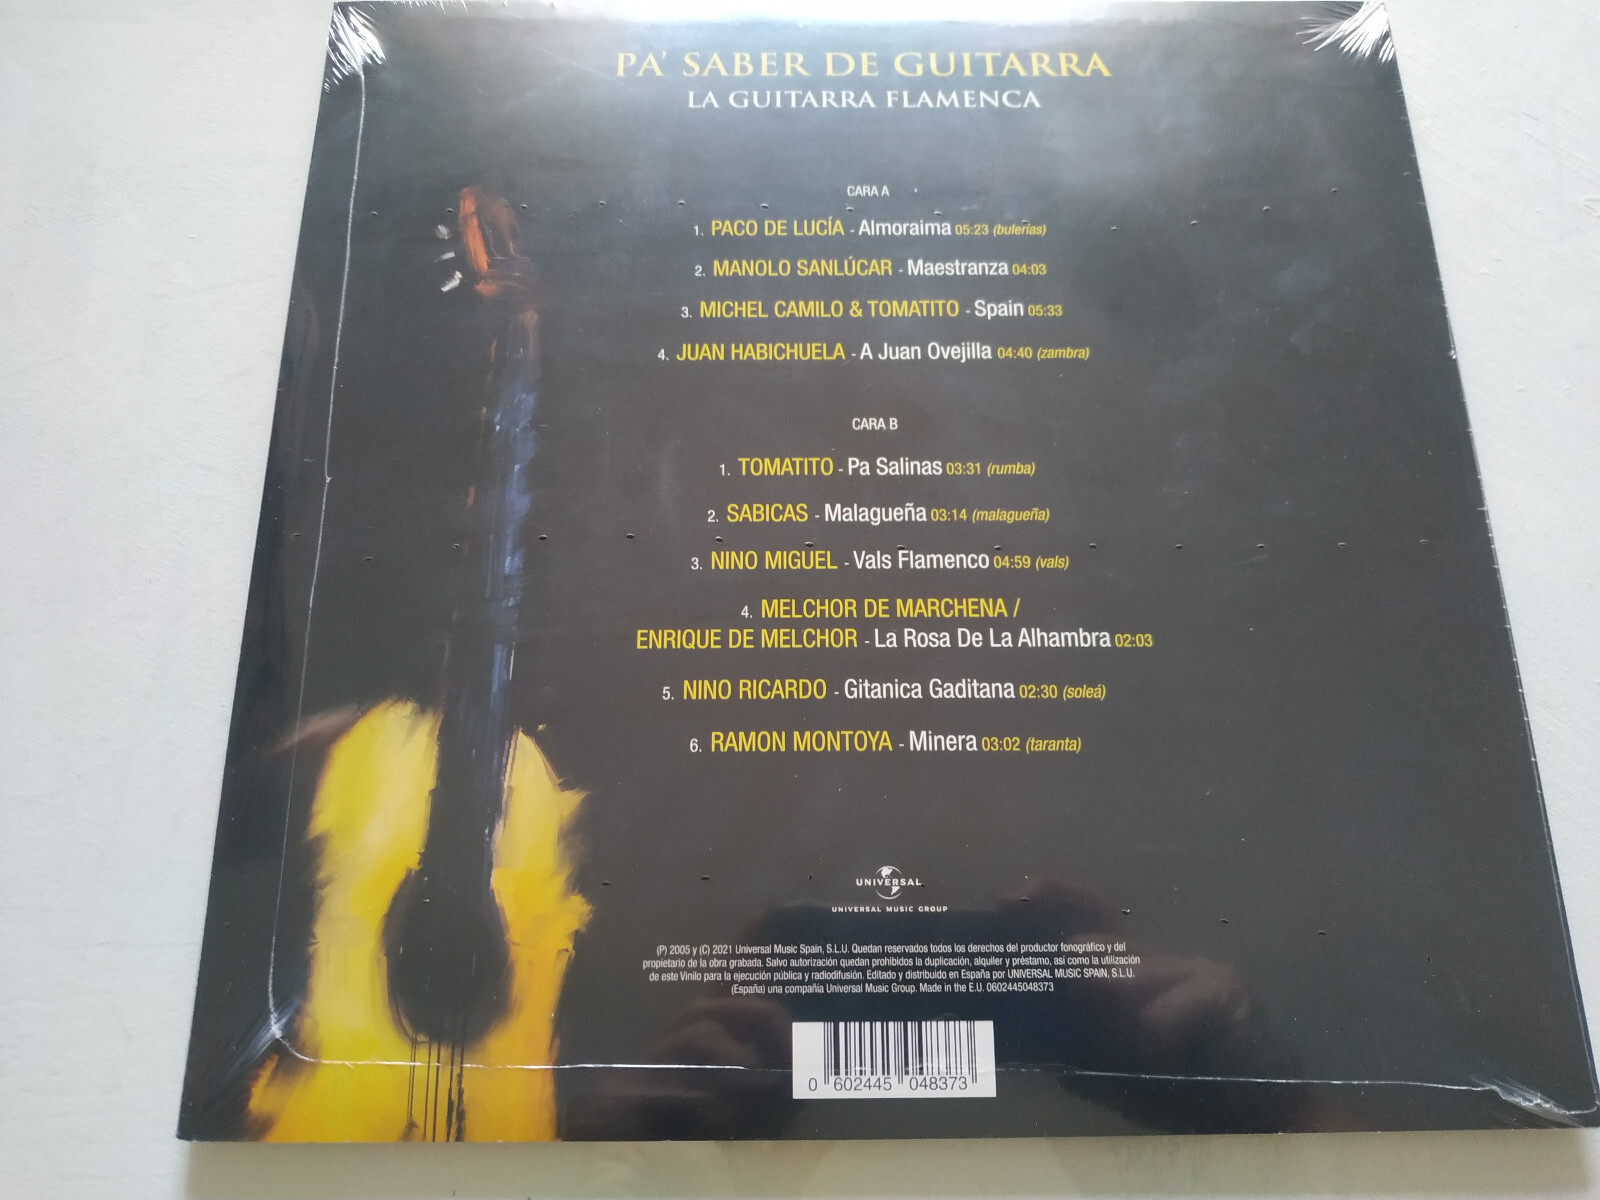 PA' SABER DE GUITARRA
LA GUITARRA FLAMENCA
CARA A
1. PACO DE LUCÍA - Almoraima 05:23 (bulerías)
2. MANOLO SANLÚCAR - Maestranza 04:03
3. MICHEL CAMILO & TOMATITO - Spain 05:33
4. JUAN HABICHUELA - A Juan Ovejilla 04:40 (zambra)
CARA B
1. TOMATITO - Pa Salinas 03:31 (rumba)
2. SABICAS - Malagueña 03:14 (malagueña)
3. NINO MIGUEL - Vals Flamenco 04:59 (vals)
4. MELCHOR DE MARCHENA /
ENRIQUE DE MELCHOR - La Rosa De La Alhambra 02:03
5. NINO RICARDO - Gitanica Gaditana 02:30 (soleá)
6. RAMON MONTOYA - Minera 03:02 (taranta)
UNIVERSAL
UNIVERSAL MUSIC GROUP
(P) 2005 y (C) 2021 Universal Music Spain, S.L.U. Quedan reservados todos los derechos del productor fonográfico y del
propietario de la obra grabada. Salvo autorización quedan prohibidos la duplicación, alquiler y préstamo, así como la utilización
de este Vinilo para la ejecución pública y radiodifusión. Editado y distribuido en España por UNIVERSAL MUSIC SPAIN, S.L.U.
(España) una compañía Universal Music Group. Made in the E.U. 0602445048373
0 602445 048373